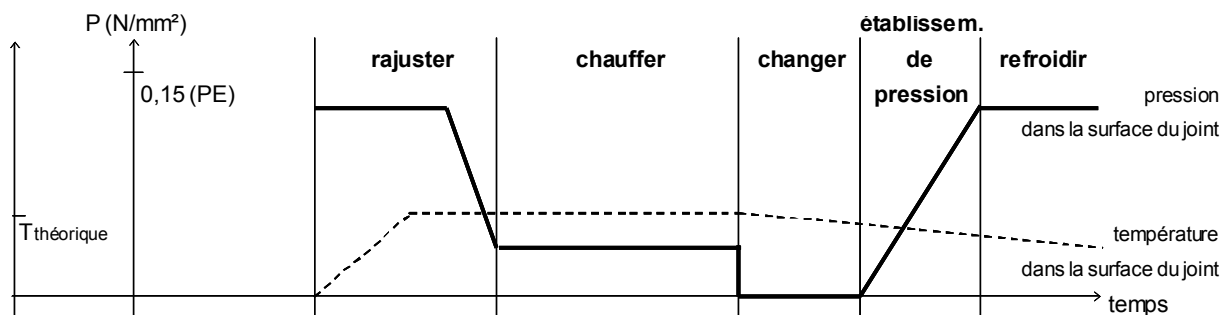 P (N/mm²)
0,15 (PE)
Tthéorique
rajuster
chauffer
changer
établissem.
de
pression
refroidir
pression
dans la surface du joint
température
dans la surface du joint
temps